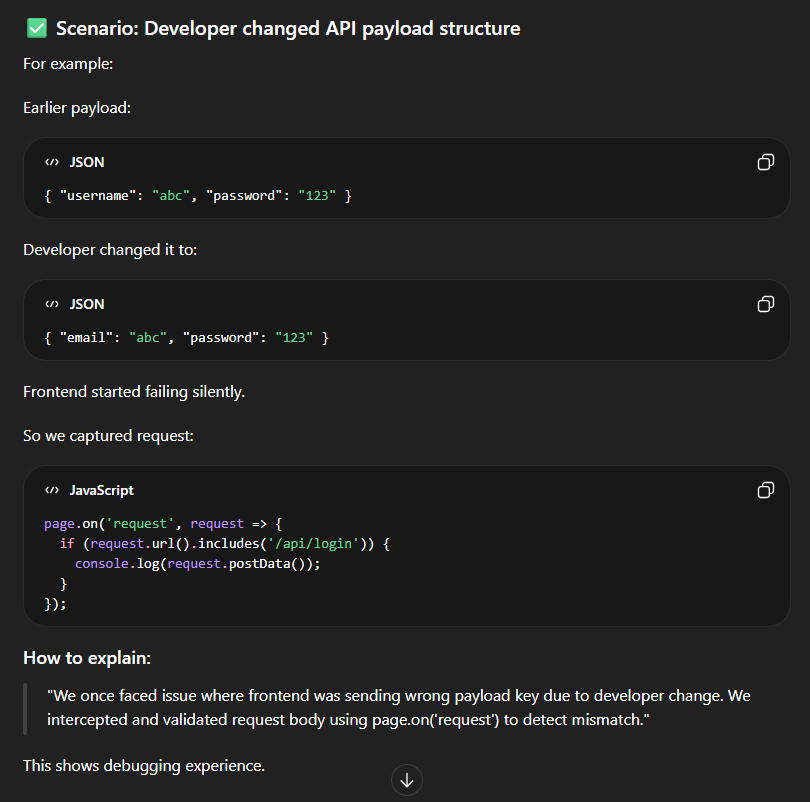 ✅ Scenario: Developer changed API payload structure
For example:
Earlier payload:
</> JSON
{ "username": "abc", "password": "123" }
Developer changed it to:
</> JSON
{ "email": "abc", "password": "123" }
Frontend started failing silently.
So we captured request:
</> JavaScript
page.on('request', request => {
  if (request.url().includes('/api/login')) {
    console.log(request.postData());
  }
});
How to explain:
"We once faced issue where frontend was sending wrong payload key due to developer change. We
intercepted and validated request body using page.on('request') to detect mismatch."
This shows debugging experience.